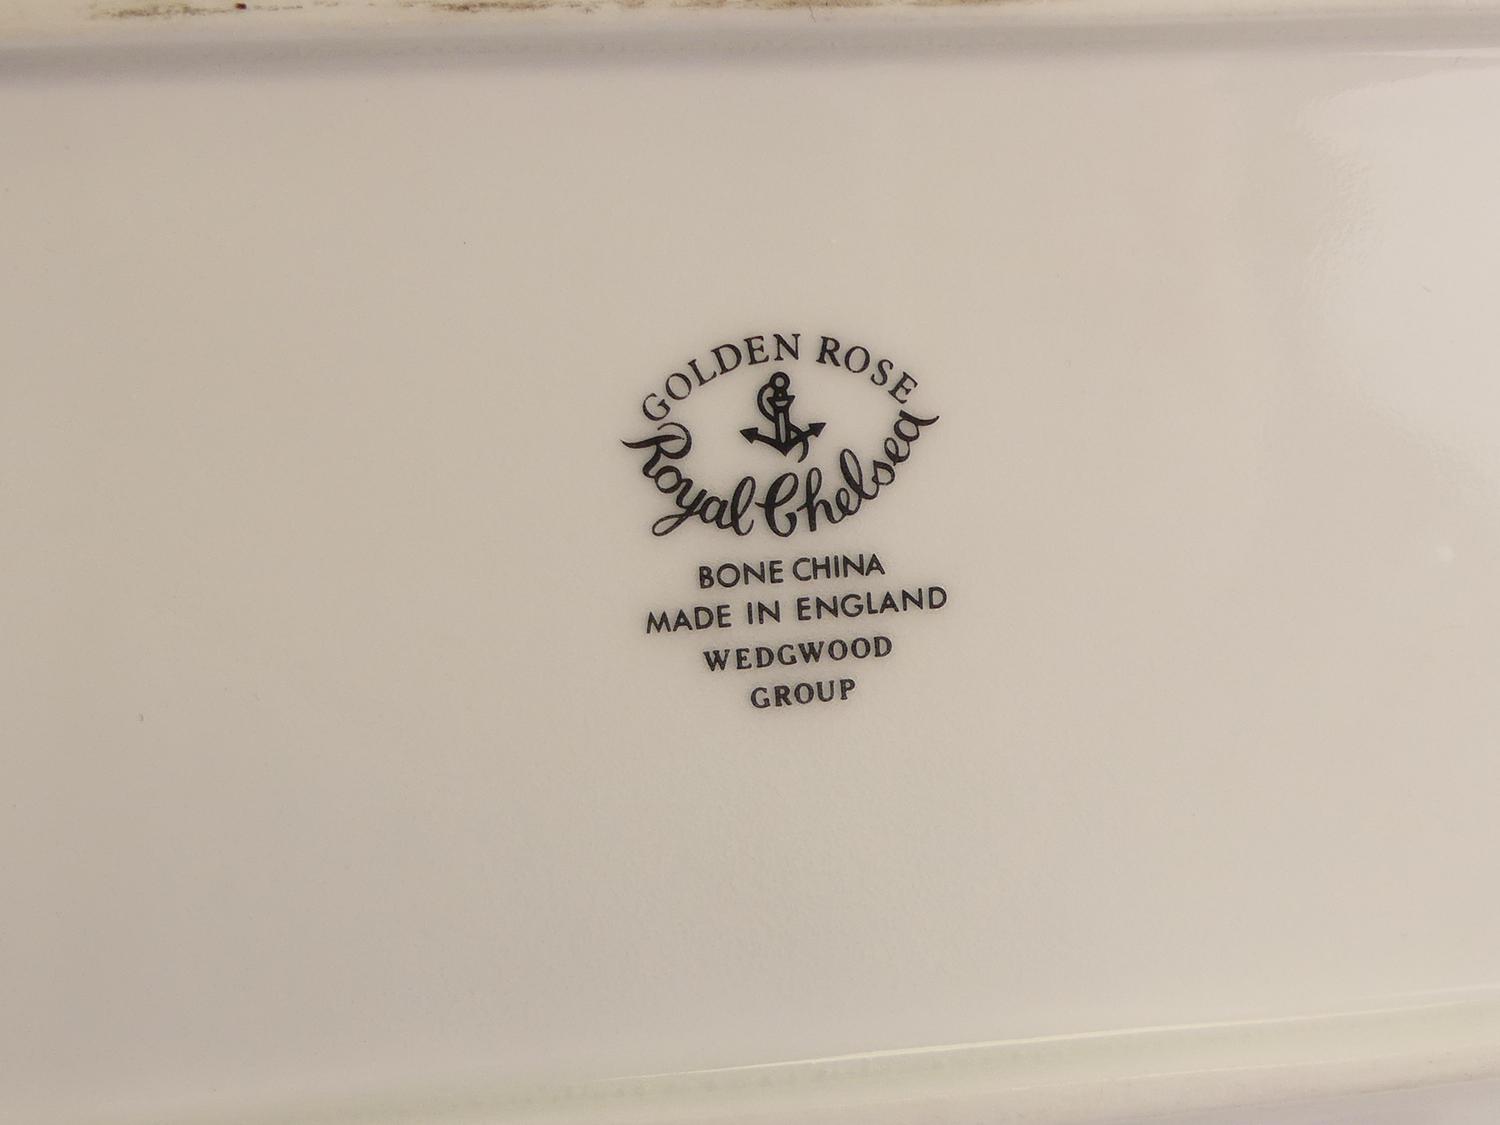 GOLDEN ROSE
Royal Chelsea
BONE CHINA
MADE IN ENGLAND
WEDGWOOD
GROUP